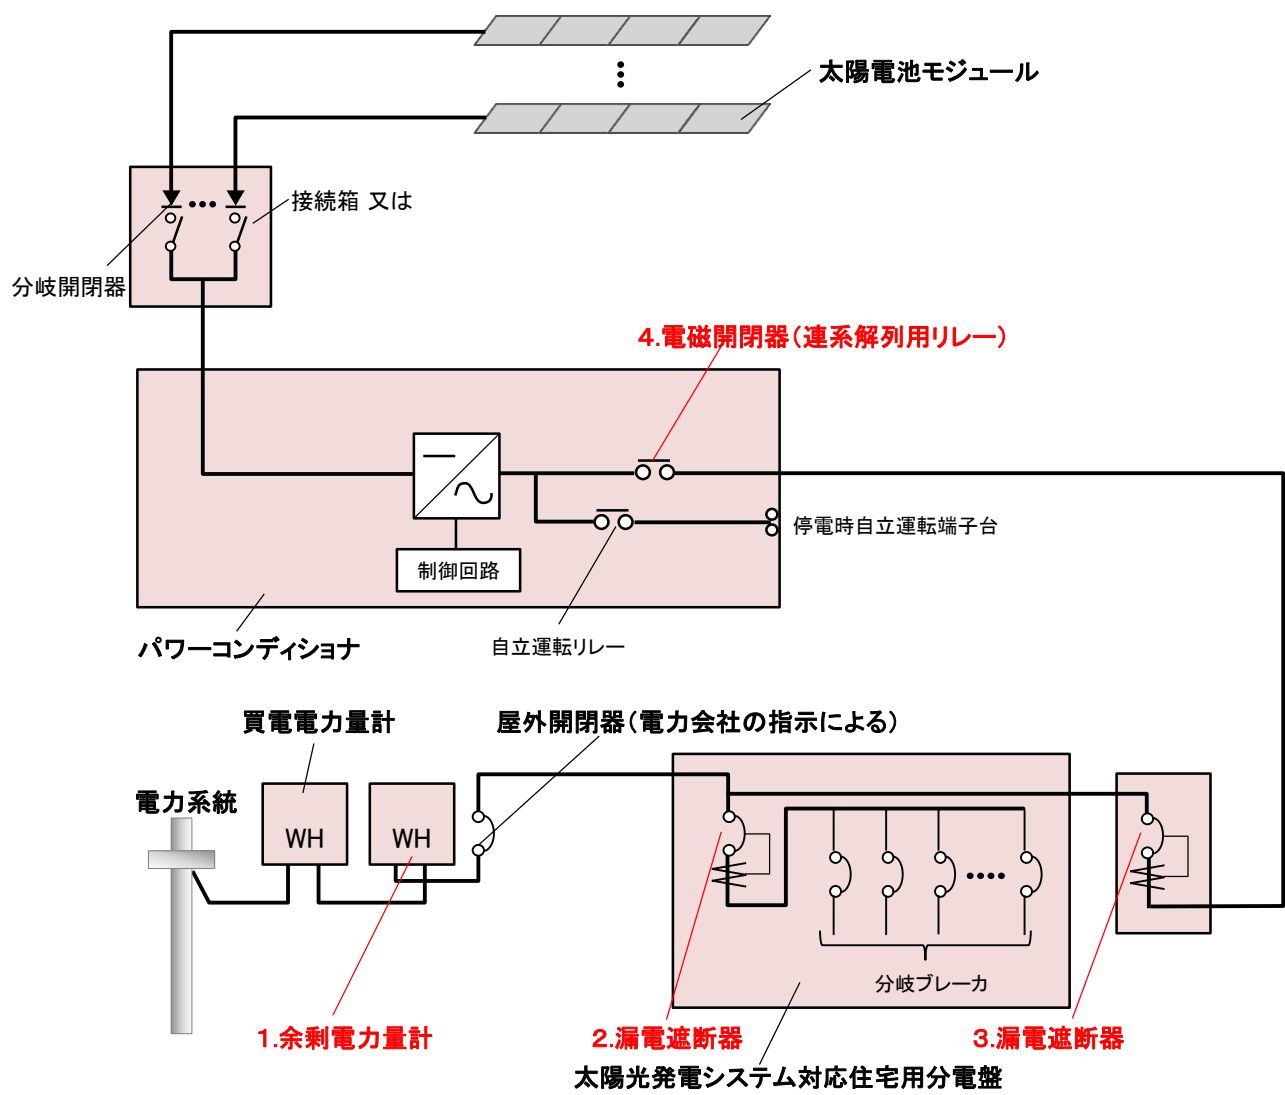 太陽電池モジュール
接続箱 又は
分岐開閉器
4.電磁開閉器(連系解列用リレー)
停電時自立運転端子台
制御回路
パワーコンディショナ
自立運転リレー
買電電力量計
屋外開閉器(電力会社の指示による)
電力系統
WH
WH
分岐ブレーカ
1.余剰電力量計
2.漏電遮断器
3.漏電遮断器
太陽光発電システム対応住宅用分電盤